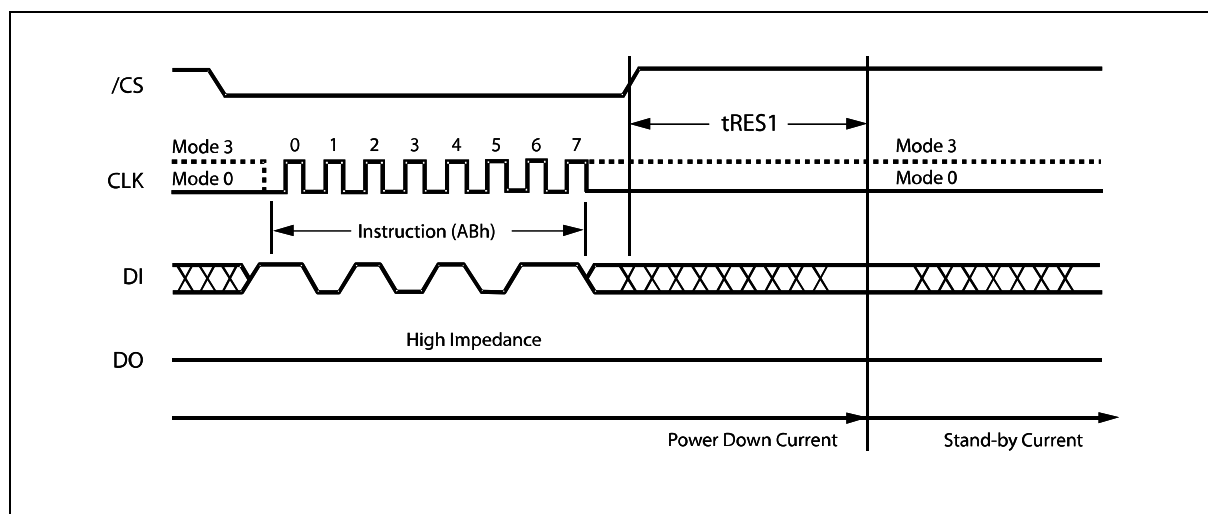 /CS
tRES1
Mode 3
0 1 2 3 4 5 6 7
Mode 3
CLK
Mode 0
Mode 0
Instruction (ABh)
DI
High Impedance
DO
Power Down Current
Stand-by Current